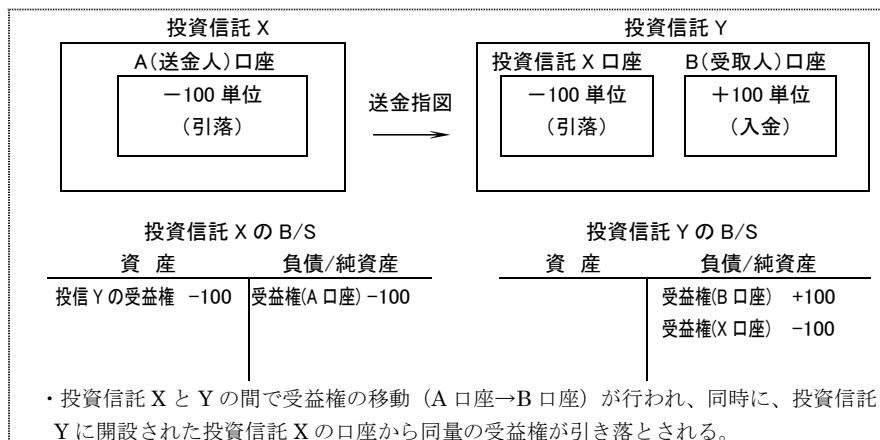 投資信託 X
投資信託 Y
A(送金人)口座
－100 単位
(引落)
送金指図
投資信託 X 口座
－100 単位
(引落)
B(受取人)口座
＋100 単位
(入金)
投資信託 X の B/S
資 産 負債/純資産
投信 Y の受益権 -100 受益権(A 口座) -100
投資信託 Y の B/S
資 産 負債/純資産
受益権(B 口座) +100
受益権(X 口座) -100
・投資信託 X と Y の間で受益権の移動（A 口座→B 口座）が行われ、同時に、投資信託
Y に開設された投資信託 X の口座から同量の受益権が引き落とされる。